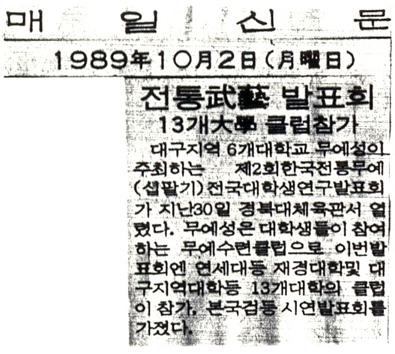 매일신문
1989年10月2日(月曜日)
전통武藝 발표회
13개大學 클럽참가
대구지역 6개대학교 무예성이
주최하는 제2회한국전통무예
(십팔기)전국대학생연구발표회
가 지난30일 경북대체육관서 열
렸다. 무예성은 대학생들이 참여
하는 무예수련클럽으로 이번발
표회엔 연세대등 재경대학및 대
구지역대학등 13개대학의 클럽
이 참가, 본국검등 시연발표회를
가졌다.